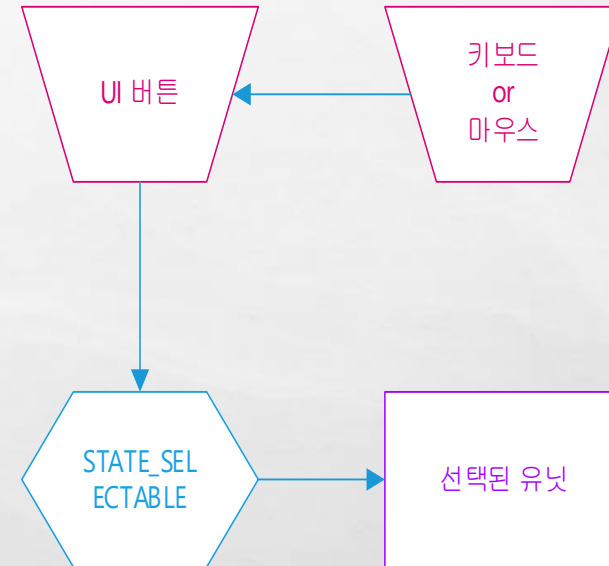 UI 버튼
키보드
or
마우스
STATE_SEL
ECTABLE
선택된 유닛